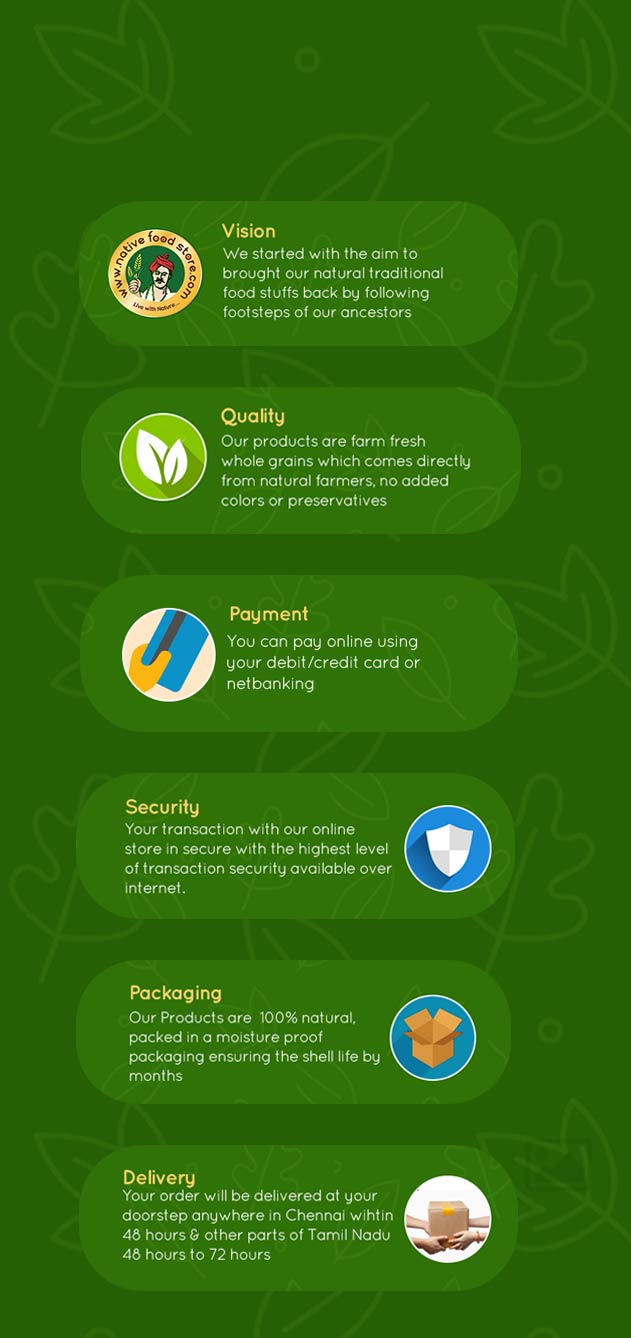 www.native food store.com
Live with Nature...
Vision
We started with the aim to
brought our natural traditional
food stuffs back by following
footsteps of our ancestors
Quality
Our products are farm fresh
whole grains which comes directly
from natural farmers, no added
colors or preservatives
Payment
You can pay online using
your debit/credit card or
netbanking
Security
Your transaction with our online
store in secure with the highest level
of transaction security available over
internet.
Packaging
Our Products are 100% natural,
packed in a moisture proof
packaging ensuring the shell life by
months
Delivery
Your order will be delivered at your
doorstep anywhere in Chennai wihtin
48 hours & other parts of Tamil Nadu
48 hours to 72 hours